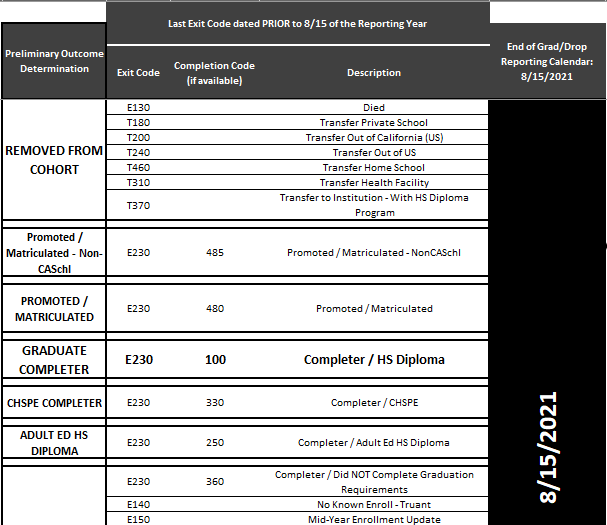 Last Exit Code dated PRIOR to 8/15 of the Reporting Year
Preliminary Outcome
Determination
Exit Code
Completion Code
(if available)
Description
End of Grad/Drop
Reporting Calendar:
8/15/2021
REMOVED FROM
COHORT
E130 Died
T180 Transfer Private School
T200 Transfer Out of California (US)
T240 Transfer Out of US
T460 Transfer Home School
T310 Transfer Health Facility
T370 Transfer to Institution - With HS Diploma
Program
Promoted /
Matriculated - Non-
CASchl
E230 485 Promoted / Matriculated - NonCASchl
PROMOTED /
MATRICULATED
E230 480 Promoted / Matriculated
GRADUATE
COMPLETER
E230 100 Completer / HS Diploma
CHSPE COMPLETER E230 330 Completer / CHSPE
ADULT ED HS
DIPLOMA
E230 250 Completer / Adult Ed HS Diploma
E230 360 Completer / Did NOT Complete Graduation
Requirements
E140 No Known Enroll - Truant
E150 Mid-Year Enrollment Update
8/15/2021